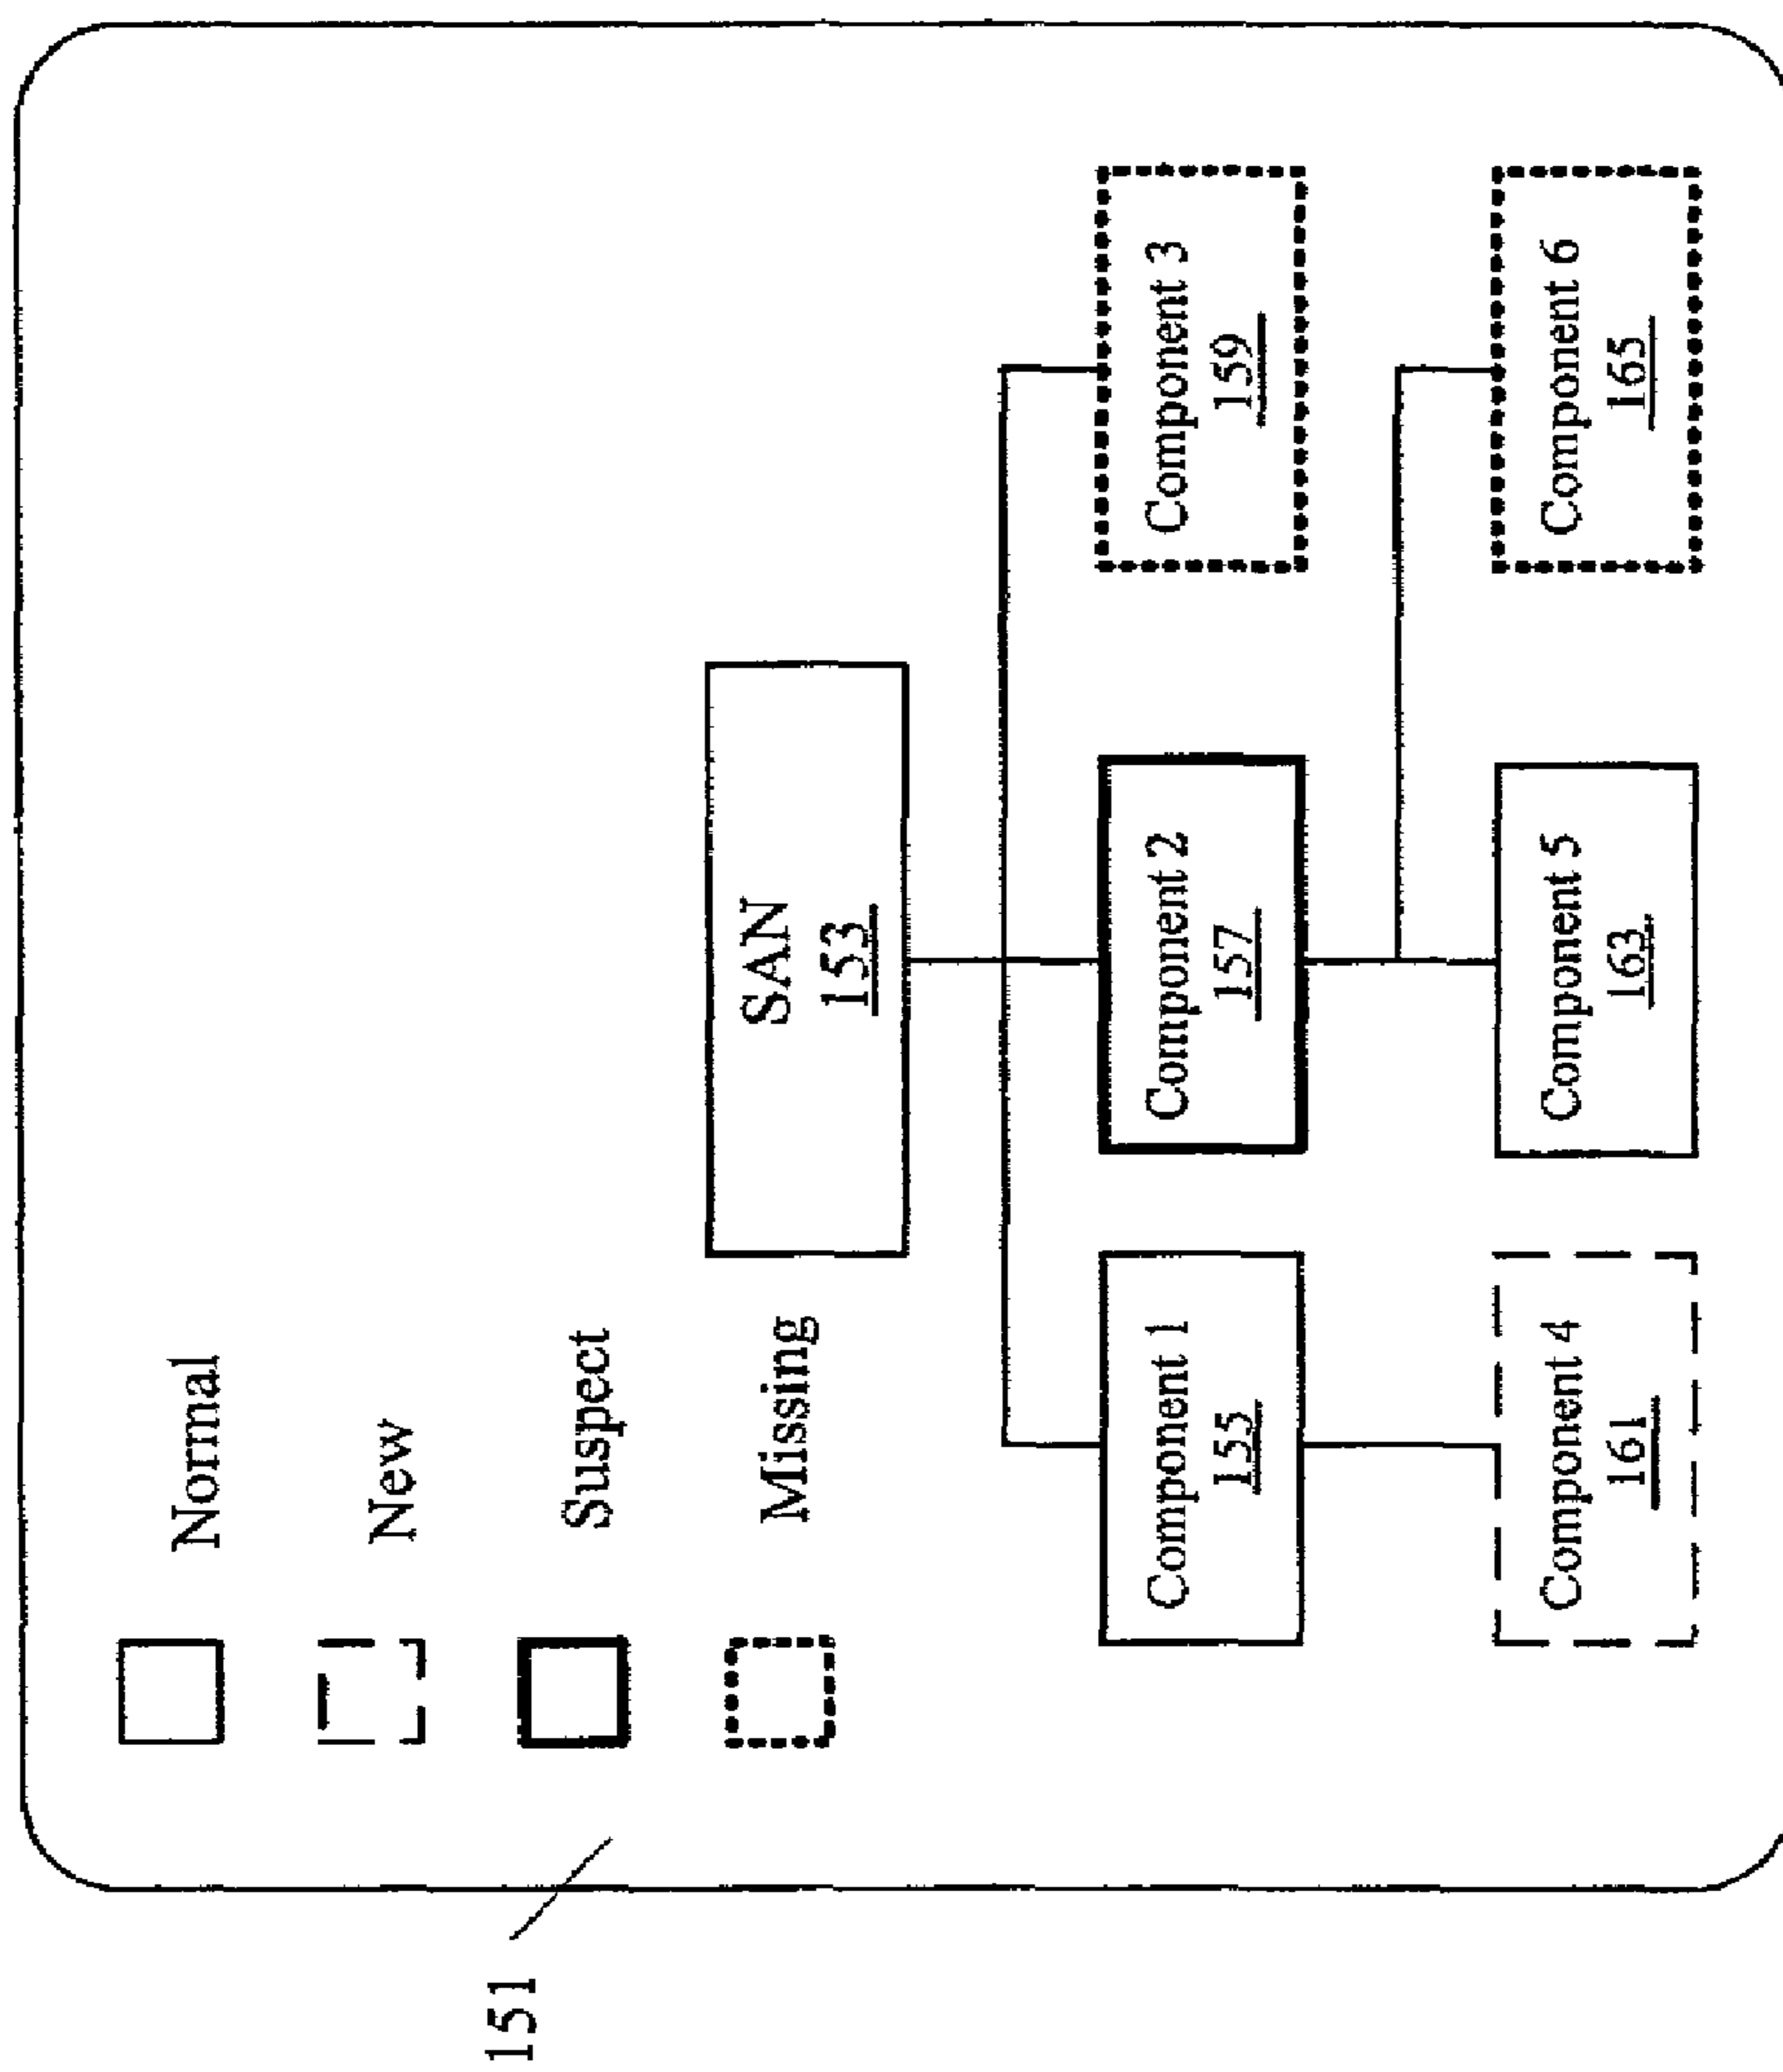 151
Normal
New
Suspect
Missing
SAN
153
Component 1
155
Component 2
157
Component 3
159
Component 4
161
Component 5
163
Component 6
165